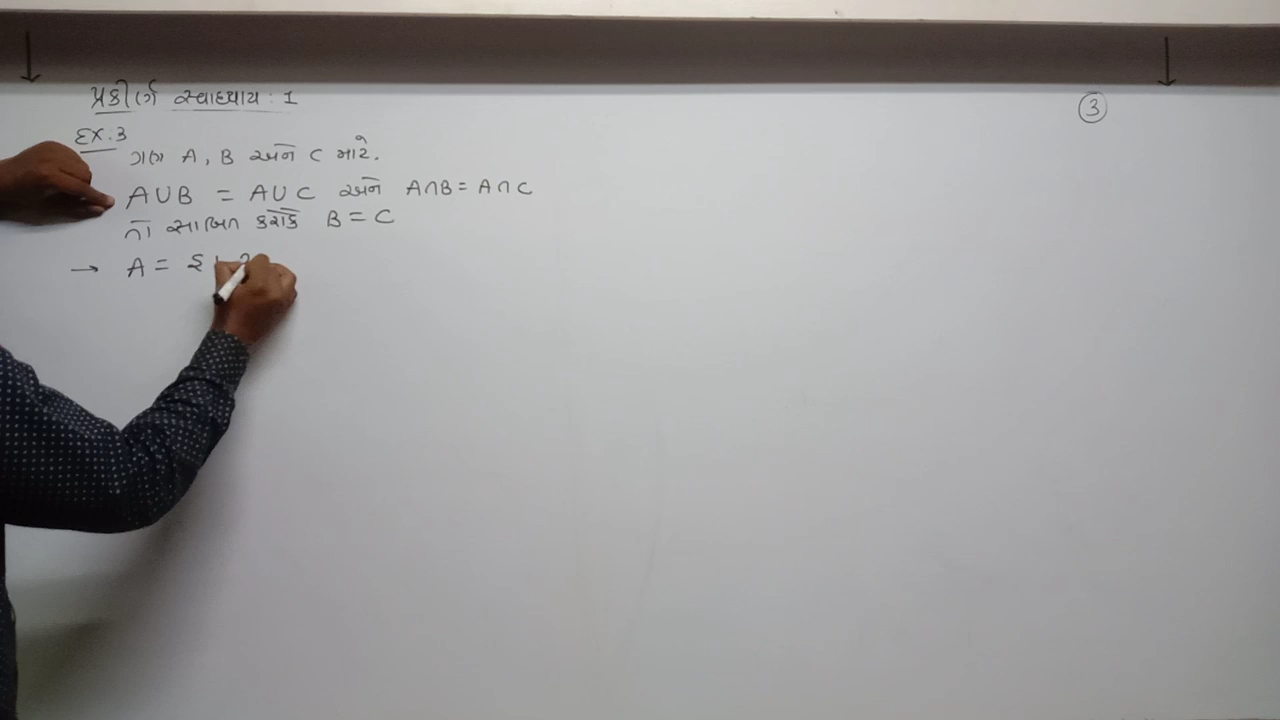 પ્રકીર્ણ સ્વાધ્યાય : 1
3
Ex. 3
ગણ A, B અને C માટે.
A∪B = A∪C અને A∩B = A∩C
તો સાબિત કરોકે B = C
→ A = {1, 2